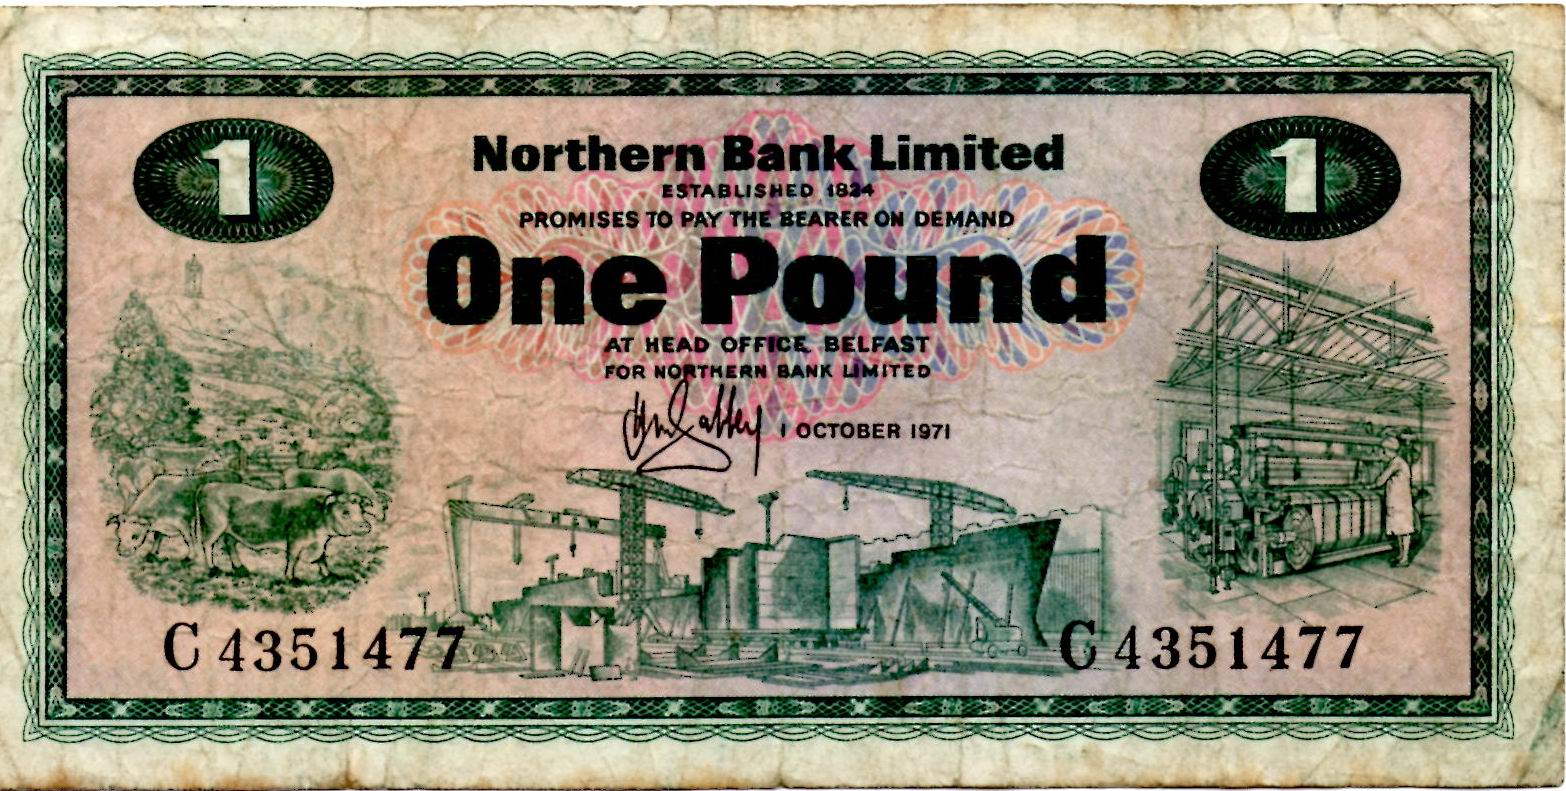 1
1
Northern Bank Limited
ESTABLISHED 1824
PROMISES TO PAY THE BEARER ON DEMAND
One Pound
AT HEAD OFFICE, BELFAST
FOR NORTHERN BANK LIMITED
1 OCTOBER 1971
C 4351477
C 4351477